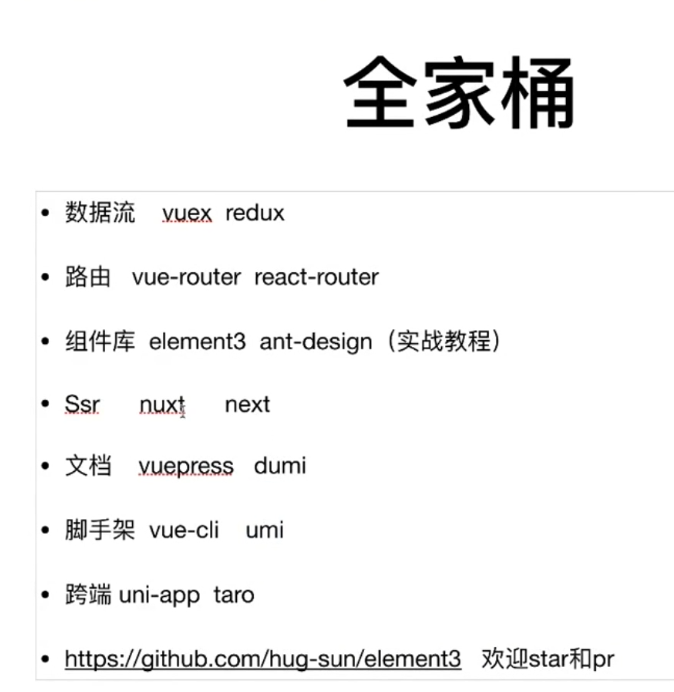 全家桶
• 数据流 vuex redux
• 路由 vue-router react-router
• 组件库 element3 ant-design（实战教程）
• Ssr nuxt next
• 文档 vuepress dumi
• 脚手架 vue-cli umi
• 跨端 uni-app taro
• https://github.com/hug-sun/element3 欢迎star和pr